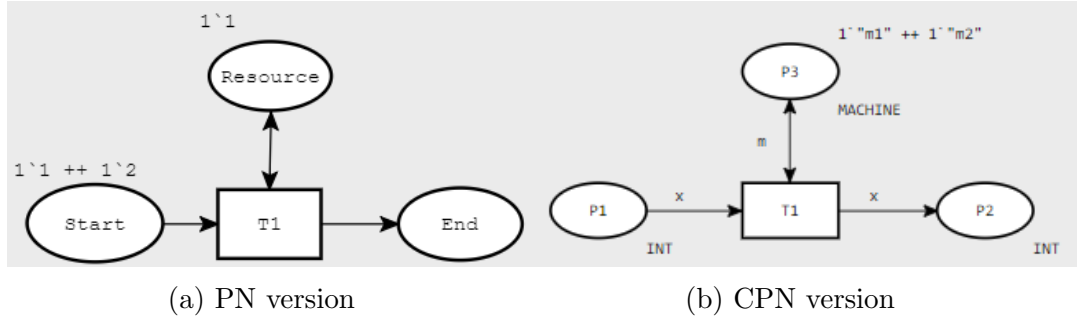 1`1
Resource
1`1 ++ 1`2
Start
T1
End
(a) PN version
1`"m1" ++ 1`"m2"
P3
MACHINE
m
P1
x
T1
x
P2
INT
INT
(b) CPN version